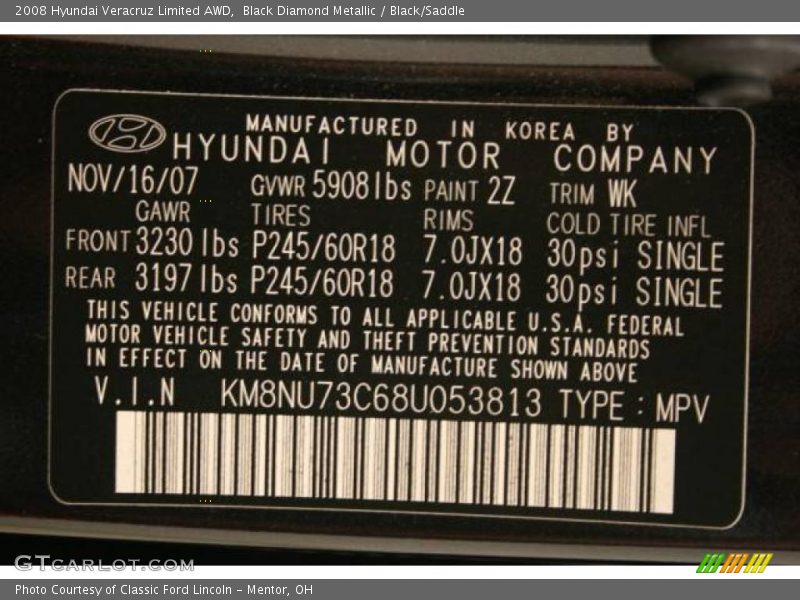 2008 Hyundai Veracruz Limited AWD, Black Diamond Metallic / Black/Saddle
MANUFACTURED IN KOREA BY
HYUNDAI MOTOR COMPANY
NOV/16/07 GVWR 5908lbs PAINT 2Z TRIM WK
GAWR TIRES RIMS COLD TIRE INFL
FRONT 3230 lbs P245/60R18 7.0JX18 30psi SINGLE
REAR 3197 lbs P245/60R18 7.0JX18 30psi SINGLE
THIS VEHICLE CONFORMS TO ALL APPLICABLE U.S.A. FEDERAL
MOTOR VEHICLE SAFETY AND THEFT PREVENTION STANDARDS
IN EFFECT ON THE DATE OF MANUFACTURE SHOWN ABOVE
V.I.N KM8NU73C68U053813 TYPE : MPV
GTcarlot.com
Photo Courtesy of Classic Ford Lincoln - Mentor, OH